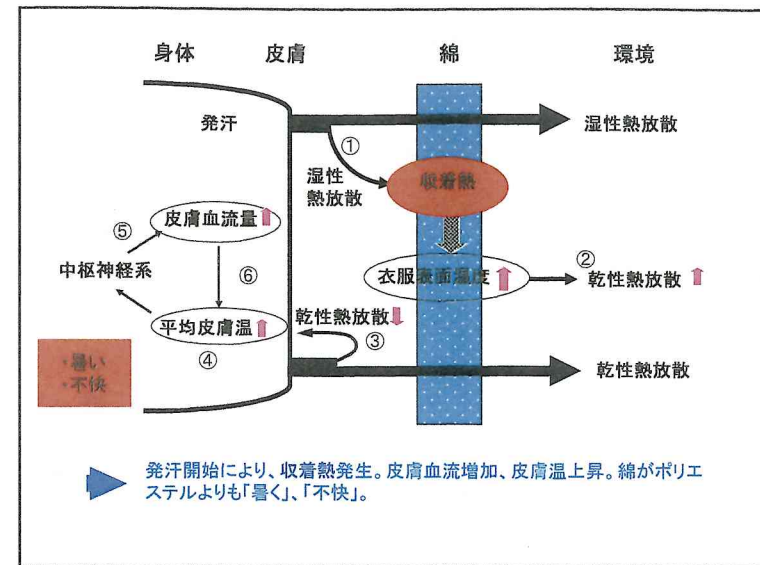 身体 皮膚 綿 環境
発汗
湿性熱放散
①
湿性
熱放散
収着熱
皮膚血流量
⑤
②
中枢神経系
⑥
衣服表面温度
乾性熱放散
乾性熱放散
平均皮膚温
③
④
・暑い
・不快
乾性熱放散
発汗開始により、収着熱発生。皮膚血流増加、皮膚温上昇。綿がポリエ
ステルよりも「暑く」、「不快」。